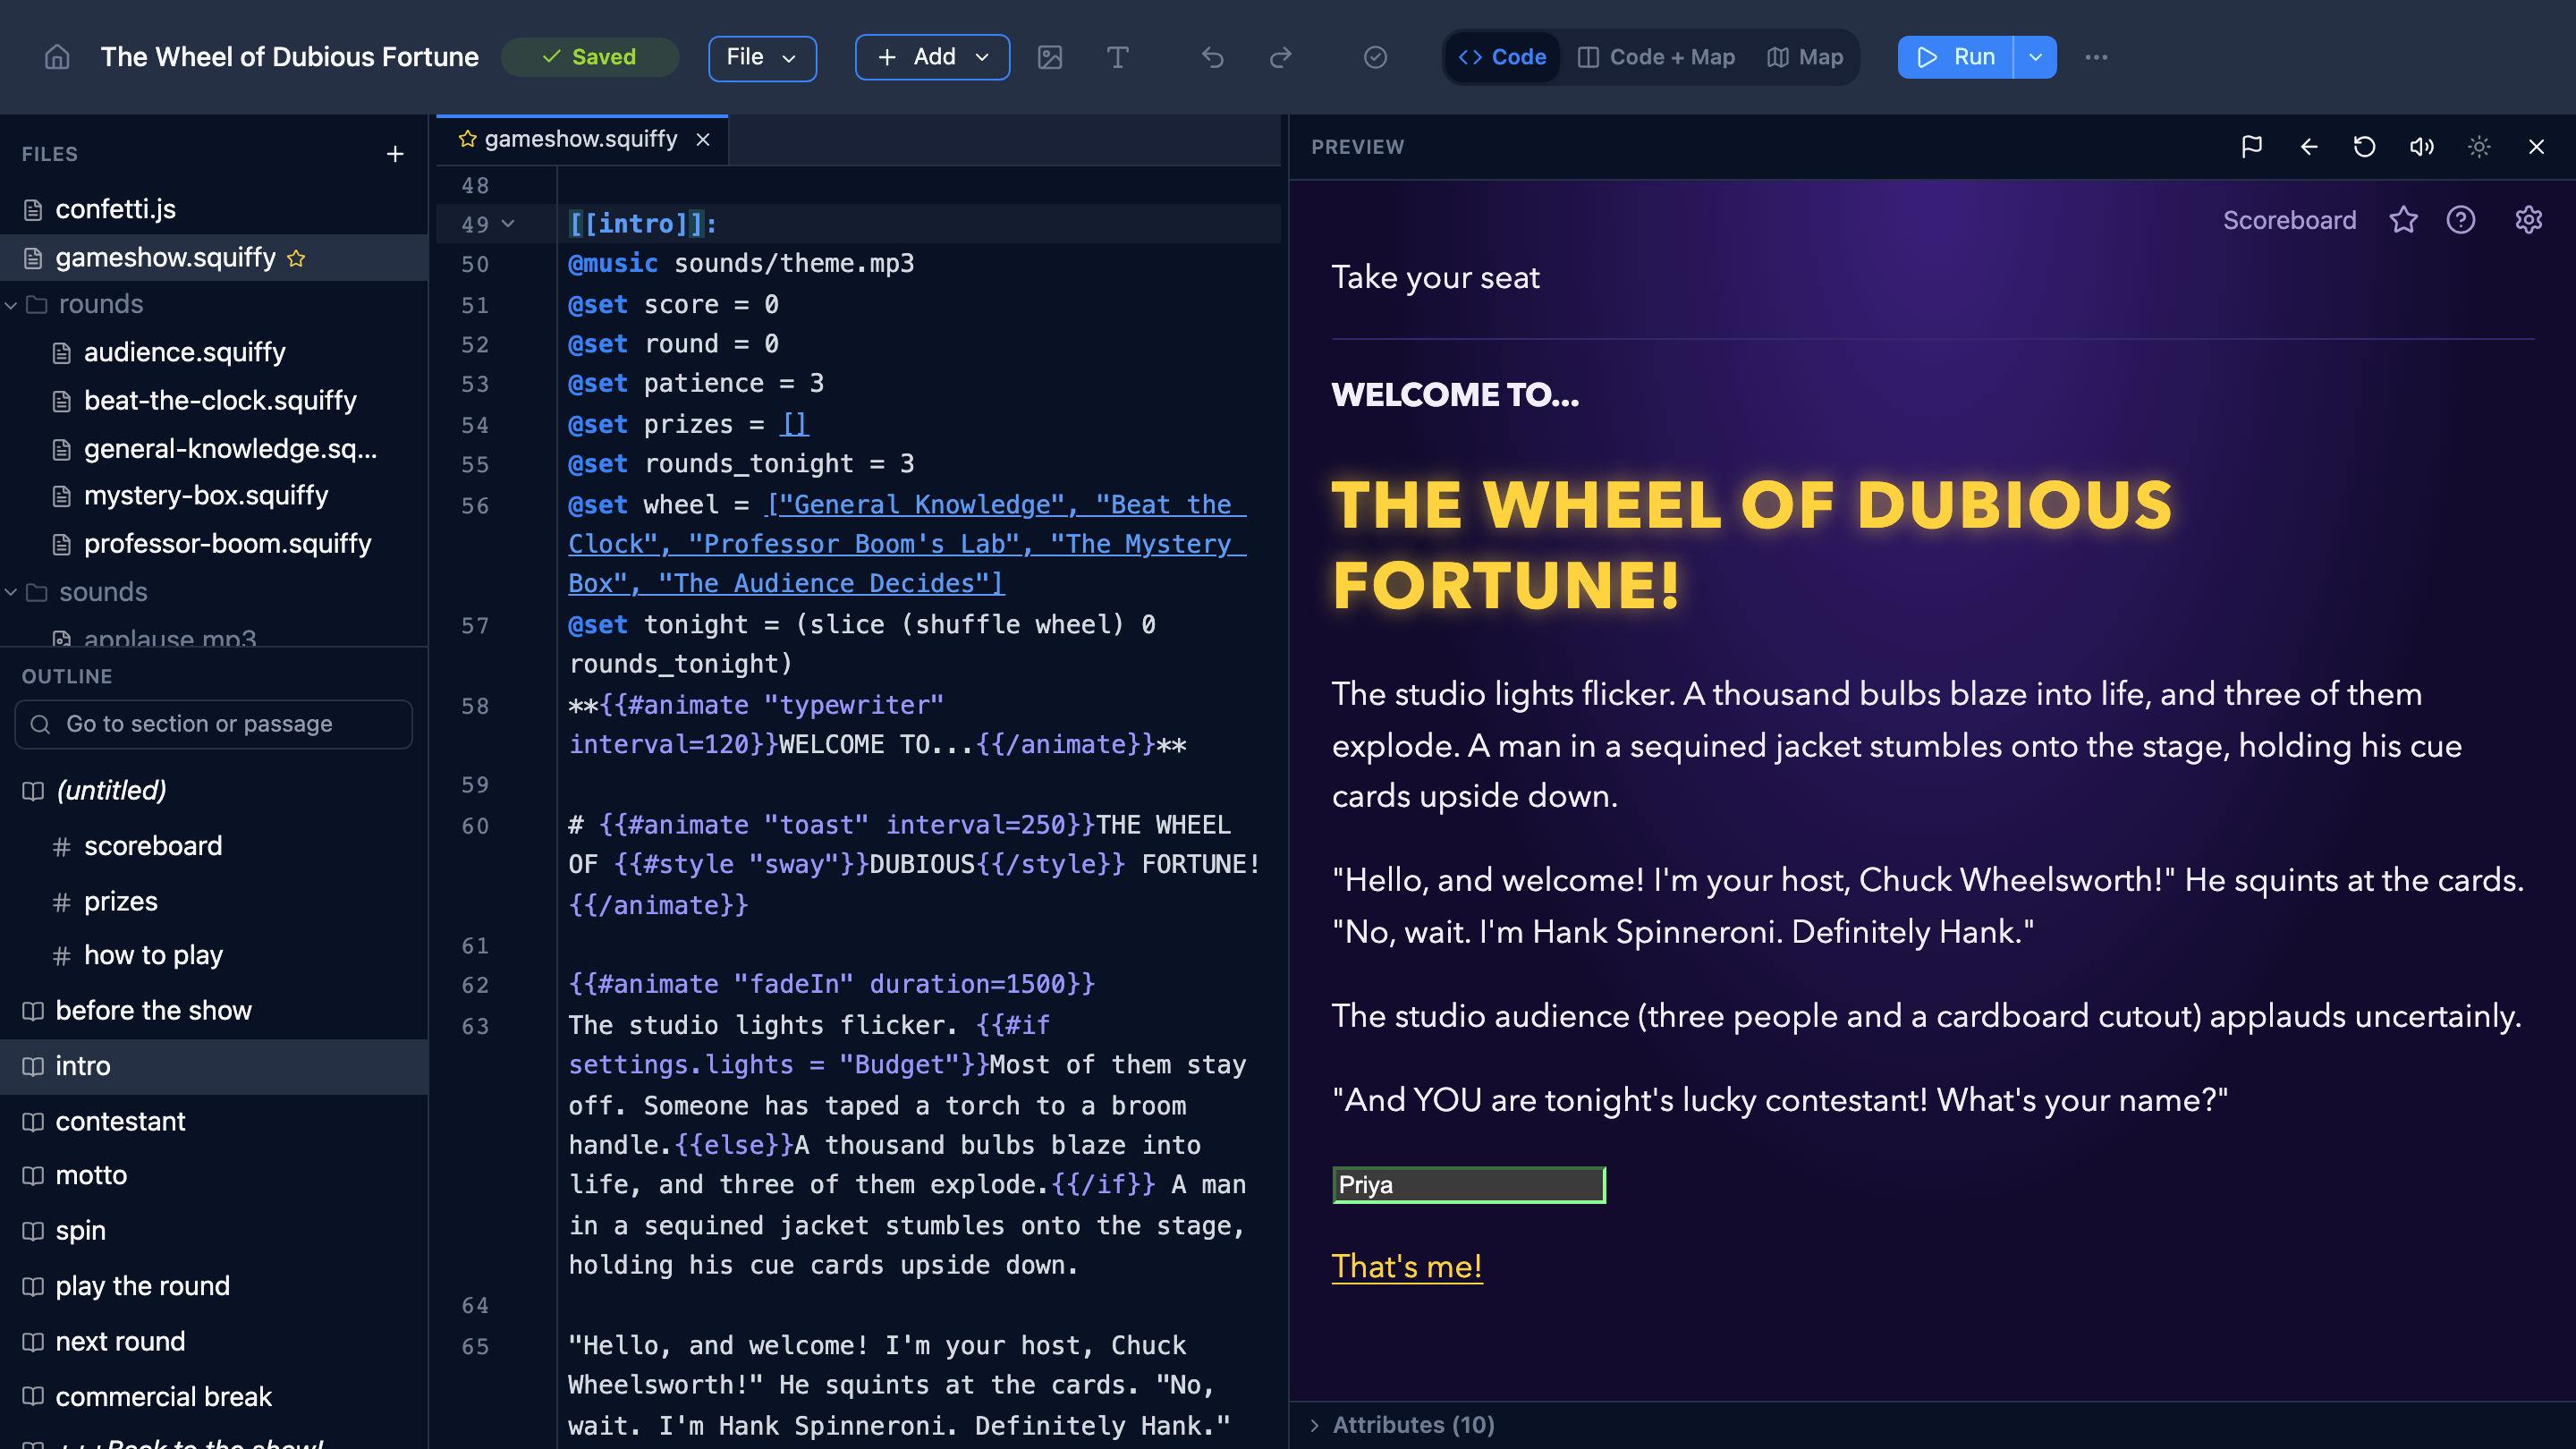 The Wheel of Dubious Fortune
Saved
File
Add
Code
Code + Map
Map
Run
FILES
confetti.js
gameshow.squiffy
rounds
audience.squiffy
beat-the-clock.squiffy
general-knowledge.sq...
mystery-box.squiffy
professor-boom.squiffy
sounds
applause.mp3
OUTLINE
Go to section or passage
(untitled)
# scoreboard
# prizes
# how to play
before the show
intro
contestant
motto
spin
play the round
next round
commercial break
gameshow.squiffy
48
49 [[intro]]:
50 @music sounds/theme.mp3
51 @set score = 0
52 @set round = 0
53 @set patience = 3
54 @set prizes = []
55 @set rounds_tonight = 3
56 @set wheel = ["General Knowledge", "Beat the
Clock", "Professor Boom's Lab", "The Mystery
Box", "The Audience Decides"]
57 @set tonight = (slice (shuffle wheel) 0
rounds_tonight)
58 **{{#animate "typewriter"
interval=120}}WELCOME TO...{{/animate}}**
59
60 # {{#animate "toast" interval=250}}THE WHEEL
OF {{#style "sway"}}DUBIOUS{{/style}} FORTUNE!
{{/animate}}
61
62 {{#animate "fadeIn" duration=1500}}
63 The studio lights flicker. {{#if
settings.lights = "Budget"}}Most of them stay
off. Someone has taped a torch to a broom
handle.{{else}}A thousand bulbs blaze into
life, and three of them explode.{{/if}} A man
in a sequined jacket stumbles onto the stage,
holding his cue cards upside down.
64
65 "Hello, and welcome! I'm your host, Chuck
Wheelsworth!" He squints at the cards. "No,
wait. I'm Hank Spinneroni. Definitely Hank."
PREVIEW
Scoreboard
Take your seat
WELCOME TO...
THE WHEEL OF DUBIOUS
FORTUNE!
The studio lights flicker. A thousand bulbs blaze into life, and three of them
explode. A man in a sequined jacket stumbles onto the stage, holding his cue
cards upside down.
"Hello, and welcome! I'm your host, Chuck Wheelsworth!" He squints at the cards.
"No, wait. I'm Hank Spinneroni. Definitely Hank."
The studio audience (three people and a cardboard cutout) applauds uncertainly.
"And YOU are tonight's lucky contestant! What's your name?"
Priya
That's me!
Attributes (10)